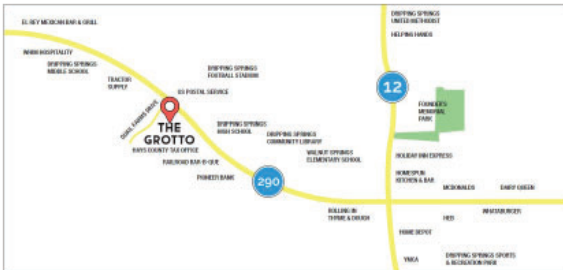 EL REY MEXICAN BAR & GRILL
DRIPPING SPRINGS
UNITED METHODIST
HELPING HANDS
WHIM HOSPITALITY
DRIPPING SPRINGS
MIDDLE SCHOOL
TRACTOR
SUPPLY
DRIPPING SPRINGS
FOOTBALL STADIUM
US POSTAL SERVICE
12
FOUNDER'S
MEMORIAL
PARK
THE
GROTTO
HAYS COUNTY TAX OFFICE
DRIPPING SPRINGS
HIGH SCHOOL
DRIPPING SPRINGS
COMMUNITY LIBRARY
WALNUT SPRINGS
ELEMENTARY SCHOOL
RAILROAD BAR-B-QUE
PIONEER BANK
290
HOLIDAY INN EXPRESS
HOMESPUN
KITCHEN & BAR
MCDONALDS
DAIRY QUEEN
ROLLING IN
THYME & DOUGH
HEB
WHATABURGER
HOME DEPOT
YMCA
DRIPPING SPRINGS SPORTS
& RECREATION PARK